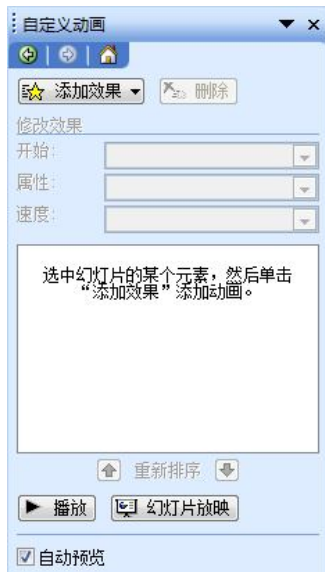 自定义动画
添加效果 删除
修改效果
开始:
属性:
速度:
选中幻灯片的某个元素，然后单击
“添加效果”添加动画。
重新排序
播放 幻灯片放映
自动预览